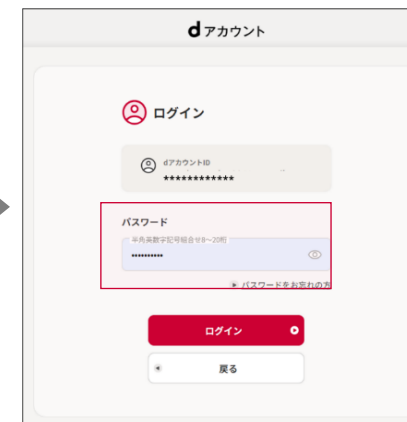 dアカウント
ログイン
dアカウントID
************
パスワード
半角英数字記号組合せ8～20桁
••••••••••
パスワードをお忘れの方
ログイン
戻る